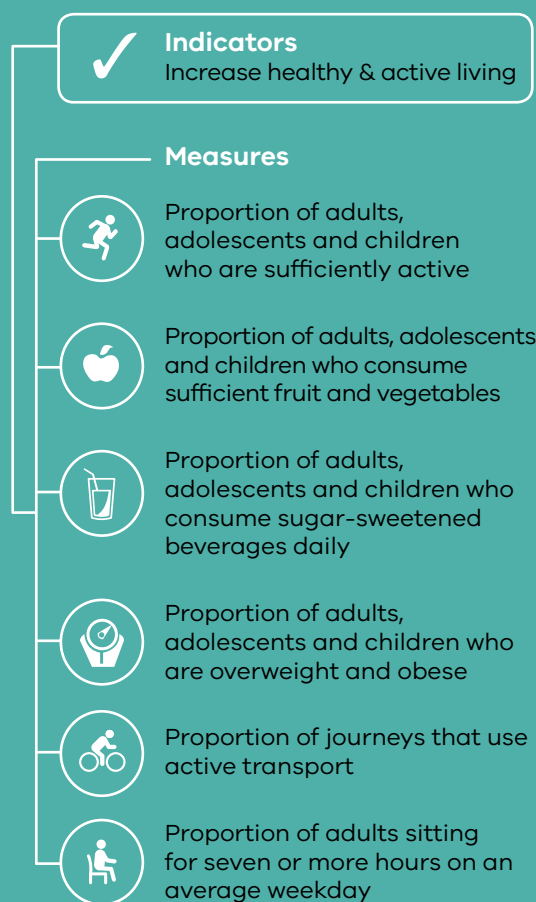 Indicators
Increase healthy & active living
Measures
Proportion of adults,
adolescents and children
who are sufficiently active
Proportion of adults, adolescents
and children who consume
sufficient fruit and vegetables
Proportion of adults,
adolescents and children who
consume sugar-sweetened
beverages daily
Proportion of adults,
adolescents and children who
are overweight and obese
Proportion of journeys that use
active transport
Proportion of adults sitting
for seven or more hours on an
average weekday